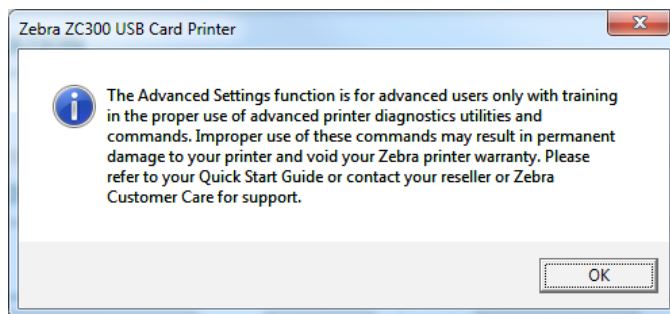 Zebra ZC300 USB Card Printer
The Advanced Settings function is for advanced users only with training
in the proper use of advanced printer diagnostics utilities and
commands. Improper use of these commands may result in permanent
damage to your printer and void your Zebra printer warranty. Please
refer to your Quick Start Guide or contact your reseller or Zebra
Customer Care for support.
OK